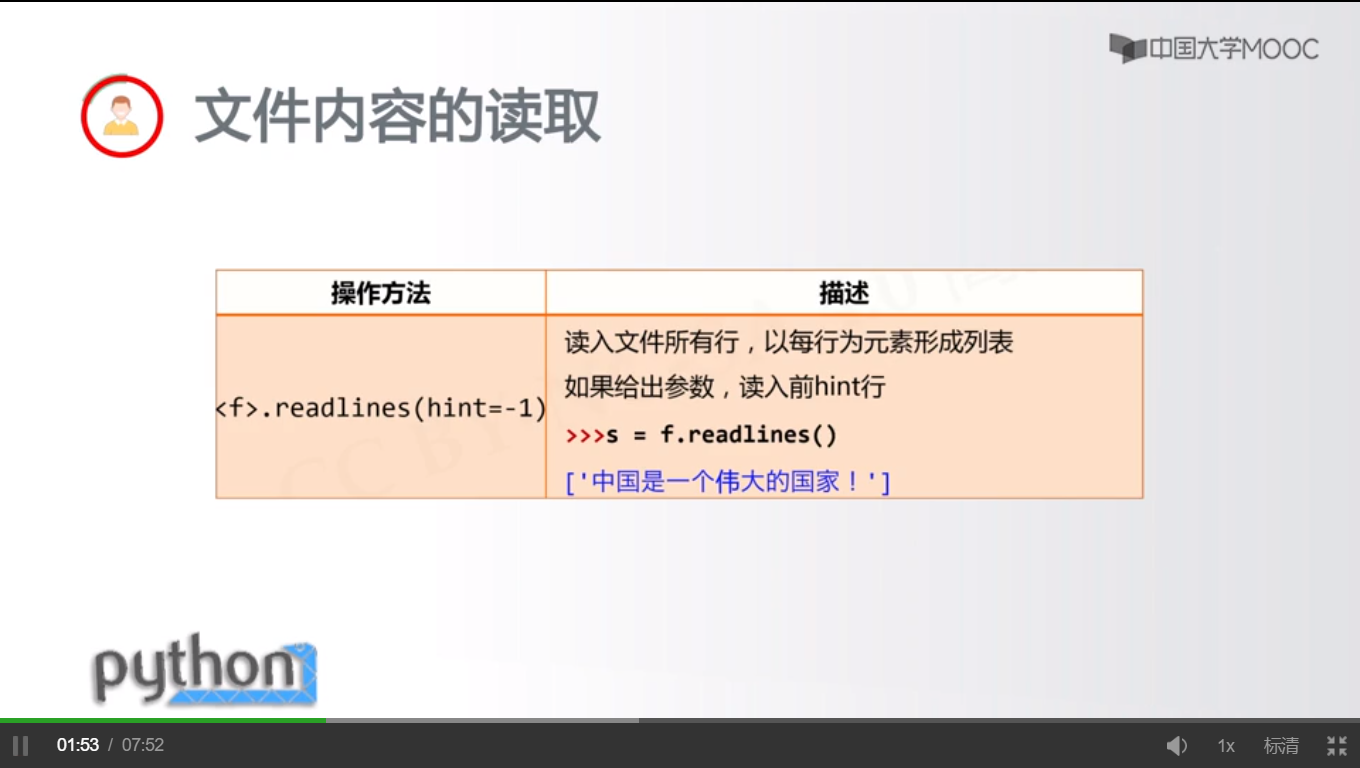 中国大学MOOC
文件内容的读取
操作方法
描述
<f>.readlines(hint=-1)
读入文件所有行，以每行为元素形成列表
如果给出参数，读入前hint行
>>>s = f.readlines()
['中国是一个伟大的国家！']
python
01:53 / 07:52
1x
标清